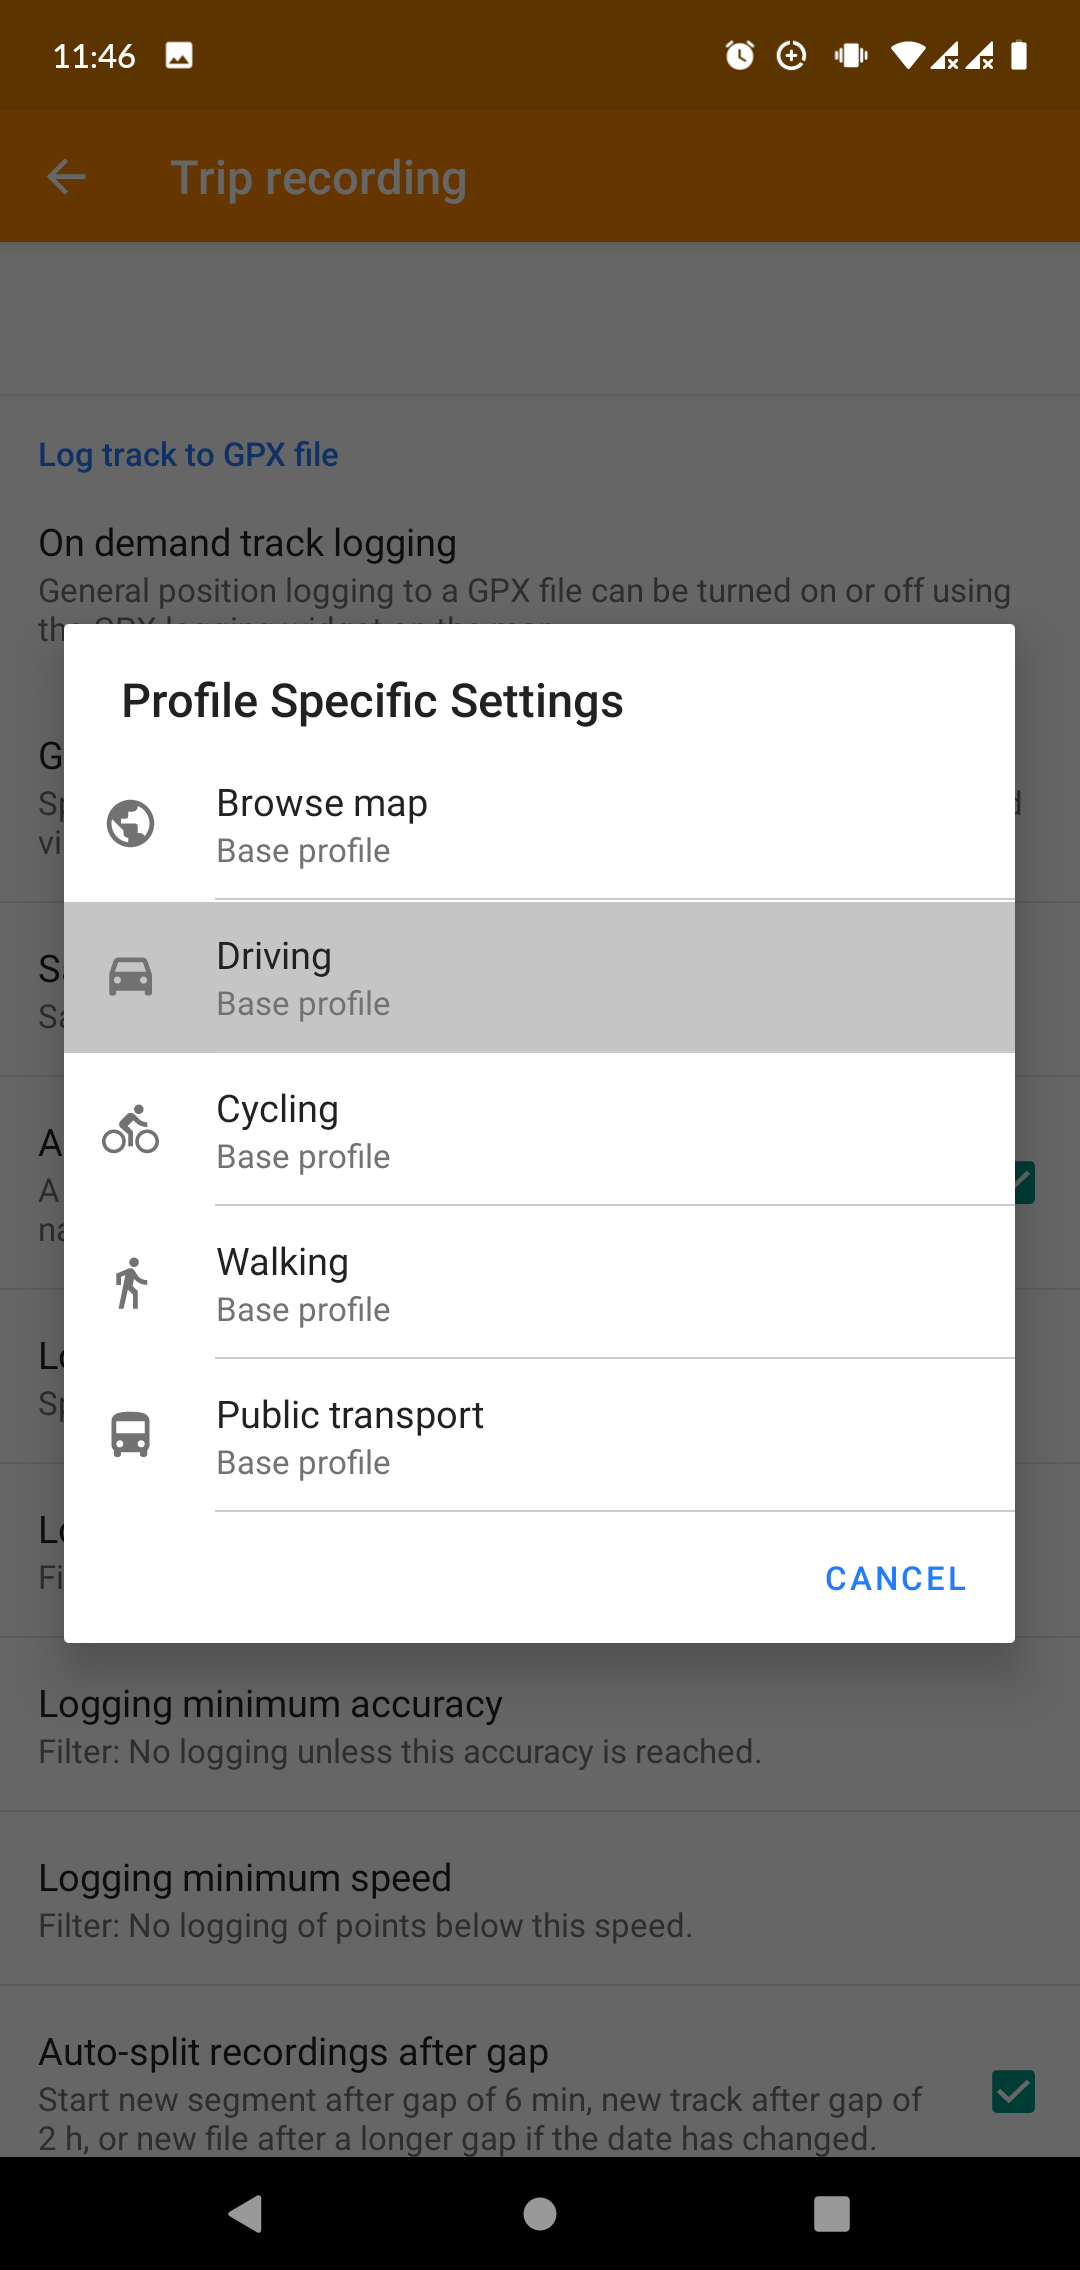 11:46
Trip recording
Log track to GPX file
On demand track logging
General position logging to a GPX file can be turned on or off using
Profile Specific Settings
Browse map
Base profile
Driving
Base profile
Cycling
Base profile
Walking
Base profile
Public transport
Base profile
CANCEL
Logging minimum accuracy
Filter: No logging unless this accuracy is reached.
Logging minimum speed
Filter: No logging of points below this speed.
Auto-split recordings after gap
Start new segment after gap of 6 min, new track after gap of
2 h, or new file after a longer gap if the date has changed.